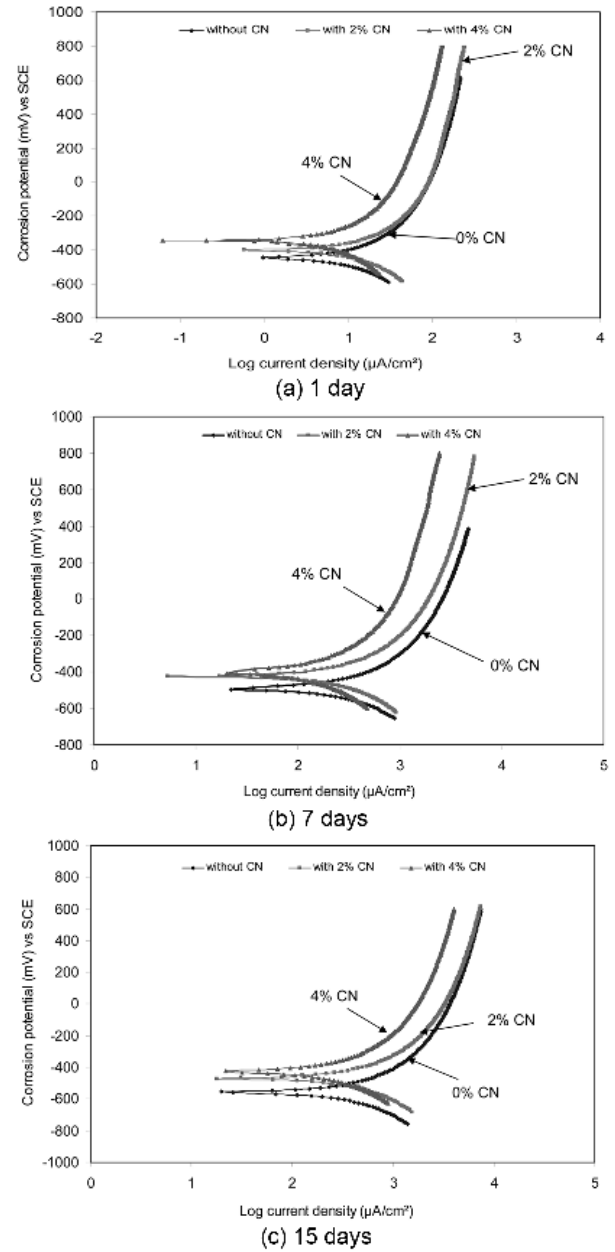 1000
without CN with 2% CN with 4% CN
800
2% CN
600
400
4% CN
200
0
-200
0% CN
-400
-600
-800
-2 -1 0 1 2 3 4
Corrosion potential (mV) vs SCE
Log current density (µA/cm²)
(a) 1 day
1000
without CN with 2% CN with 4% CN
800
600
2% CN
400
200
4% CN
0
-200
0% CN
-400
-600
-800
0 1 2 3 4 5
Corrosion potential (mV) vs SCE
Log current density (µA/cm²)
(b) 7 days
1000
without CN with 2% CN with 4% CN
800
600
400
200
4% CN
0
2% CN
-200
-400
0% CN
-600
-800
-1000
0 1 2 3 4 5
Corrosion potential (mV) vs SCE
Log current density (µA/cm²)
(c) 15 days